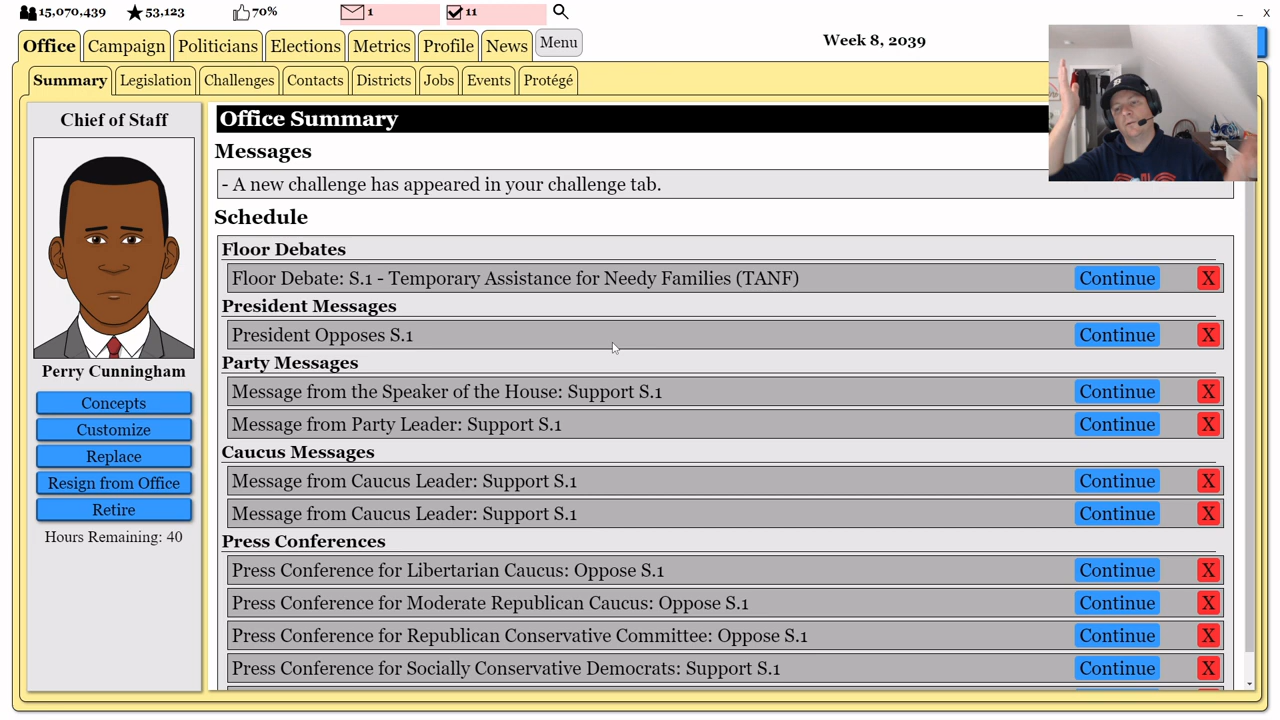 15,070,439 53,123 70% 1 11
_ X
Office Campaign Politicians Elections Metrics Profile News Menu
Week 8, 2039
Summary Legislation Challenges Contacts Districts Jobs Events Protégé
Chief of Staff
Perry Cunningham
Concepts
Customize
Replace
Resign from Office
Retire
Hours Remaining: 40
Office Summary
Messages
- A new challenge has appeared in your challenge tab.
Schedule
Floor Debates
Floor Debate: S.1 - Temporary Assistance for Needy Families (TANF) Continue X
President Messages
President Opposes S.1 Continue X
Party Messages
Message from the Speaker of the House: Support S.1 Continue X
Message from Party Leader: Support S.1 Continue X
Caucus Messages
Message from Caucus Leader: Support S.1 Continue X
Message from Caucus Leader: Support S.1 Continue X
Press Conferences
Press Conference for Libertarian Caucus: Oppose S.1 Continue X
Press Conference for Moderate Republican Caucus: Oppose S.1 Continue X
Press Conference for Republican Conservative Committee: Oppose S.1 Continue X
Press Conference for Socially Conservative Democrats: Support S.1 Continue X